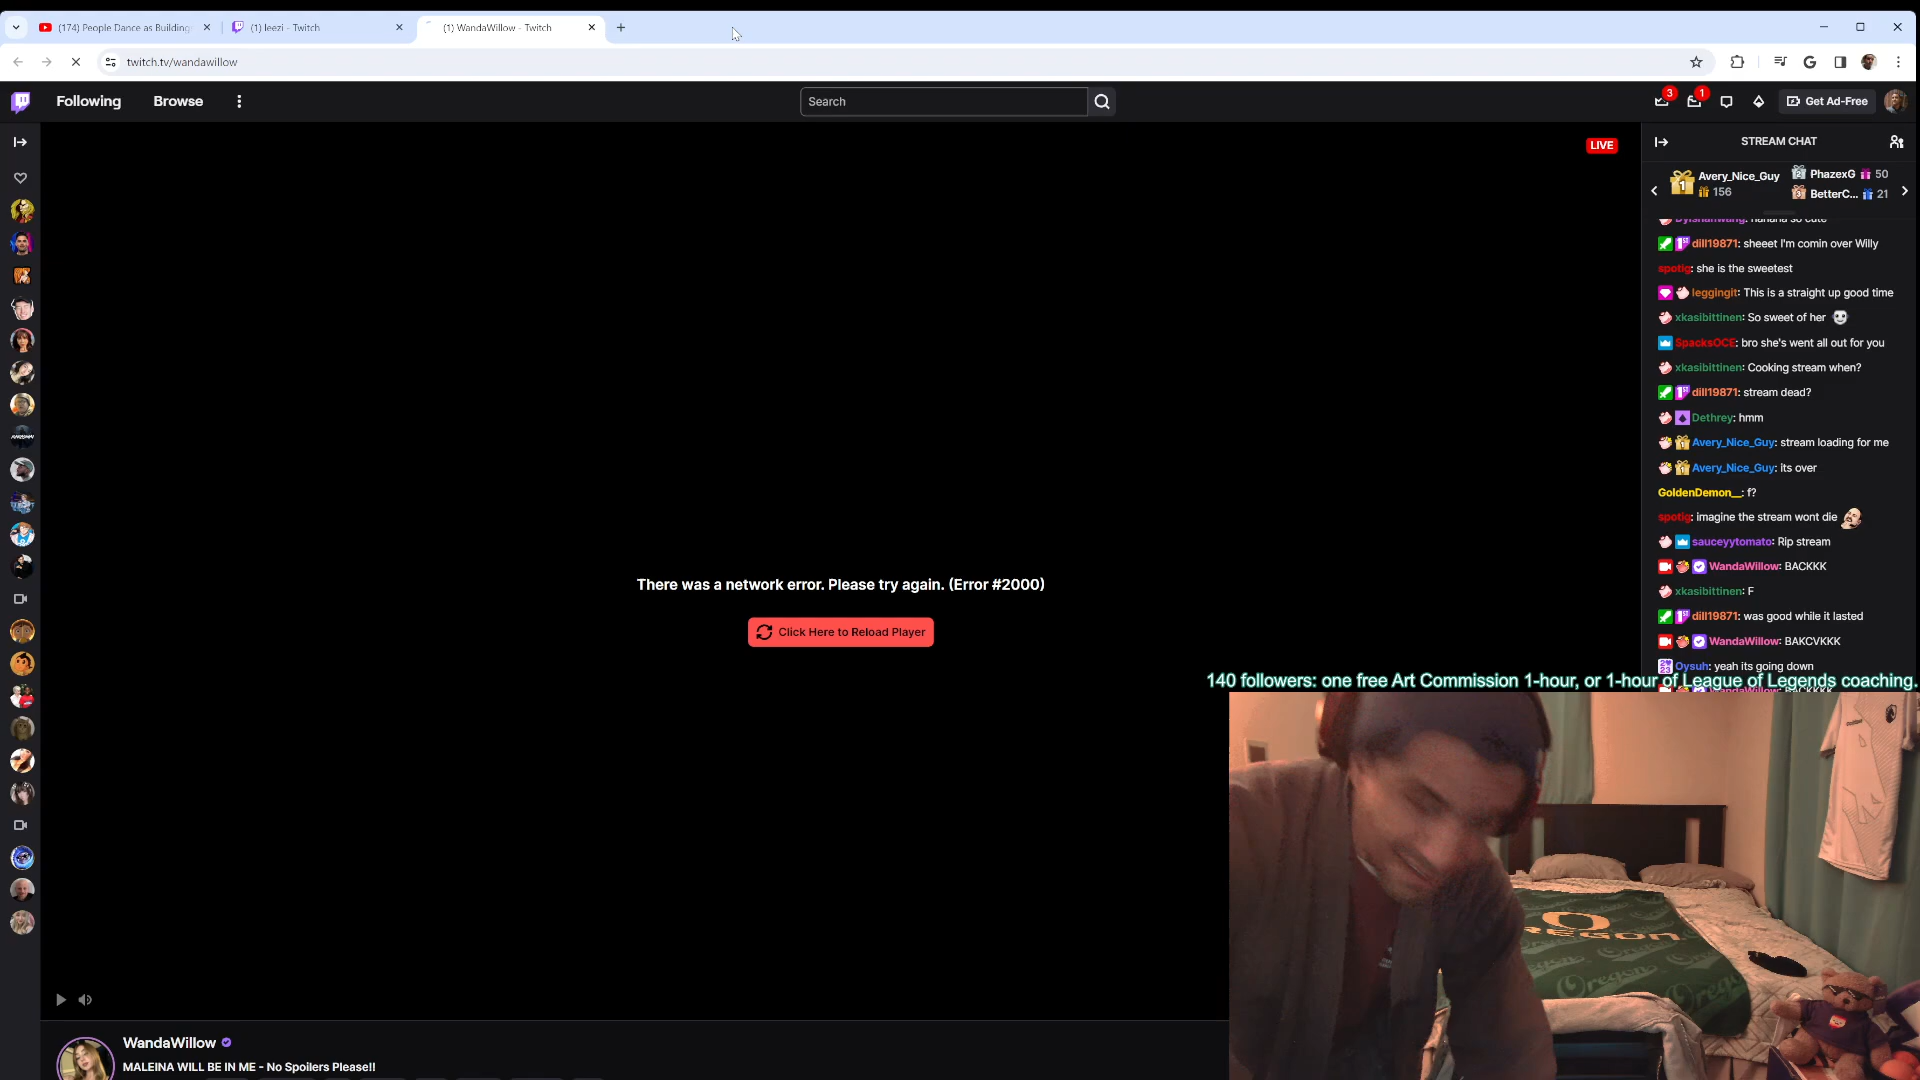 (174) People Dance as Building
(1) leezi - Twitch
(1) WandaWillow - Twitch
twitch.tv/wandawillow
Following
Browse
Search
3
1
Get Ad-Free
LIVE
STREAM CHAT
1
Avery_Nice_Guy
156
PhazexG 50
BetterC... 21
dill19871: sheeet I'm comin over Willy
spotig: she is the sweetest
leggingit: This is a straight up good time
xkasibittinen: So sweet of her
SpacksOCE: bro she's went all out for you
xkasibittinen: Cooking stream when?
dill19871: stream dead?
Dethrey: hmm
Avery_Nice_Guy: stream loading for me
Avery_Nice_Guy: its over
GoldenDemon__: f?
spotig: imagine the stream wont die
sauceyytomato: Rip stream
WandaWillow: BACKKK
xkasibittinen: F
dill19871: was good while it lasted
WandaWillow: BAKCVKKK
Oysuh: yeah its going down
There was a network error. Please try again. (Error #2000)
Click Here to Reload Player
140 followers: one free Art Commission 1-hour, or 1-hour of League of Legends coaching.
OREGON
WandaWillow
MALEINA WILL BE IN ME - No Spoilers Please!!